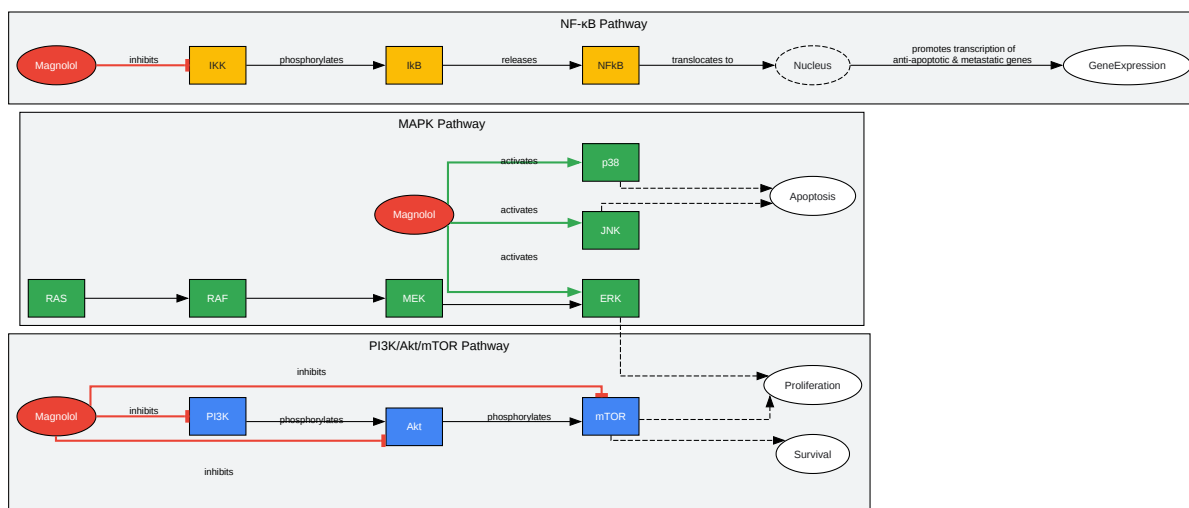 NF-κB Pathway
Magnolol
inhibits
IKK
phosphorylates
IkB
releases
NFkB
translocates to
Nucleus
promotes transcription of
anti-apoptotic & metastatic genes
GeneExpression
MAPK Pathway
activates
p38
Magnolol
activates
JNK
Apoptosis
activates
RAS
RAF
MEK
ERK
PI3K/Akt/mTOR Pathway
inhibits
Magnolol
inhibits
PI3K
phosphorylates
Akt
phosphorylates
mTOR
Proliferation
Survival
inhibits